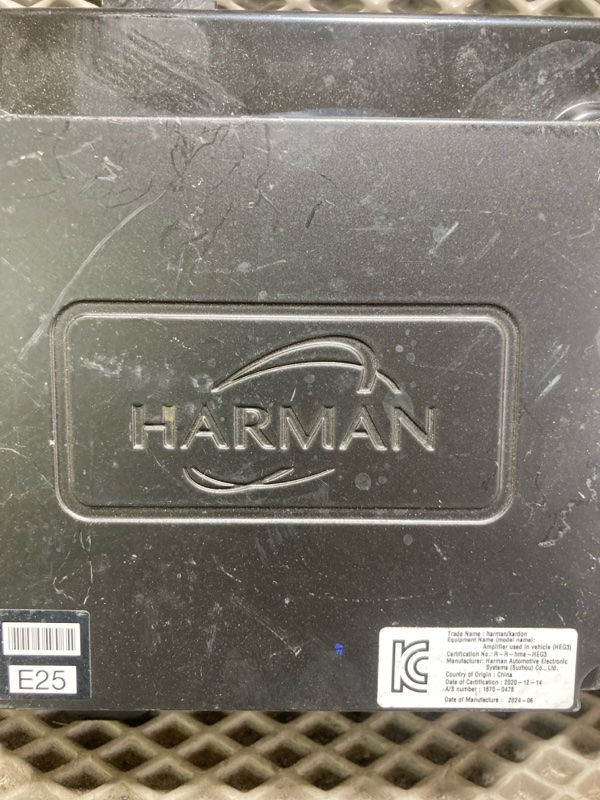 HARMAN
E25
Trade Name : harman/kardon
Equipment Name (model name):
Amplifier used in vehicle (HEG3)
Certification No.: R-R-hma-HEG3
Manufacturer: Harman Automotive Electronic
Systems (Suzhou) Co., Ltd.
Country of Origin : China
Date of Certification : 2020-12-14
A/S number : 1670-0478
Date of Manufacture : 2024-06